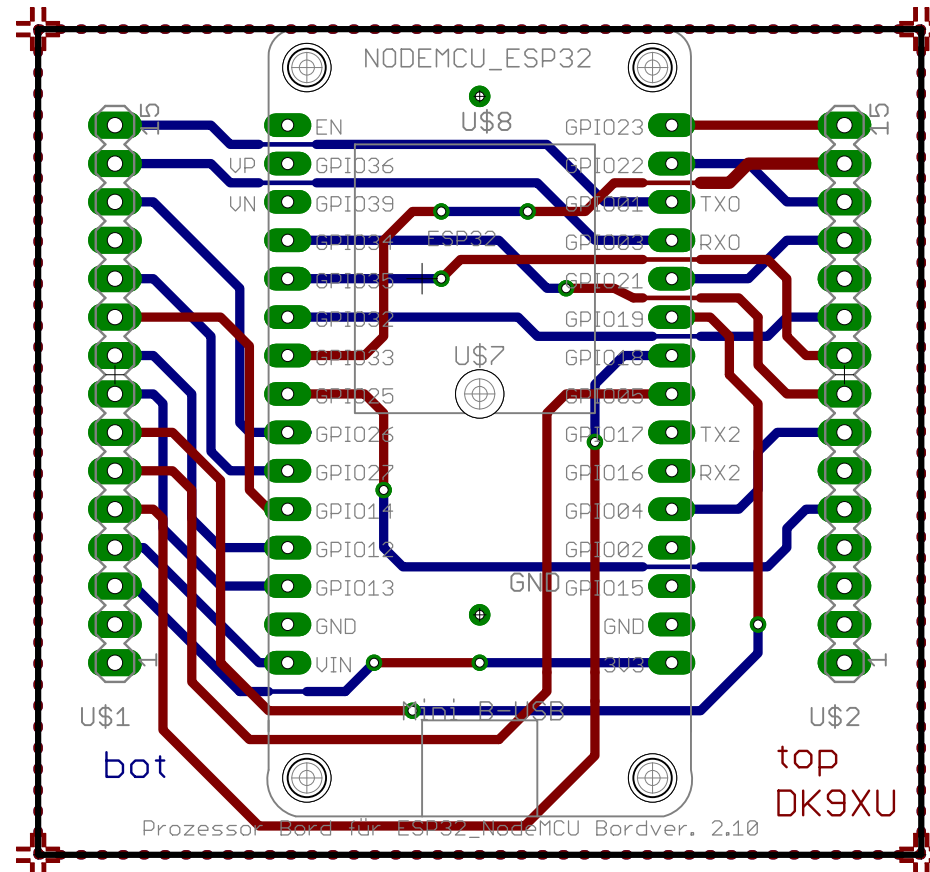 NODEMCU_ESP32
U$8
15
15
EN
GPIO23
VP
GPIO36
GPIO22
VN
GPIO39
GPIO01
TX0
GPIO34
ESP32
GPIO03
RX0
GPIO35
GPIO21
GPIO32
GPIO19
GPIO33
U$7
GPIO18
GPIO25
GPIO05
GPIO26
GPIO17
TX2
GPIO27
GPIO16
RX2
GPIO14
GPIO04
GPIO12
GPIO02
GPIO13
GND
GPIO15
GND
GND
1
VIN
3V3
1
U$1
Mini B-USB
U$2
bot
top
DK9XU
Prozessor Bord für ESP32_NodeMCU Bordver. 2.10